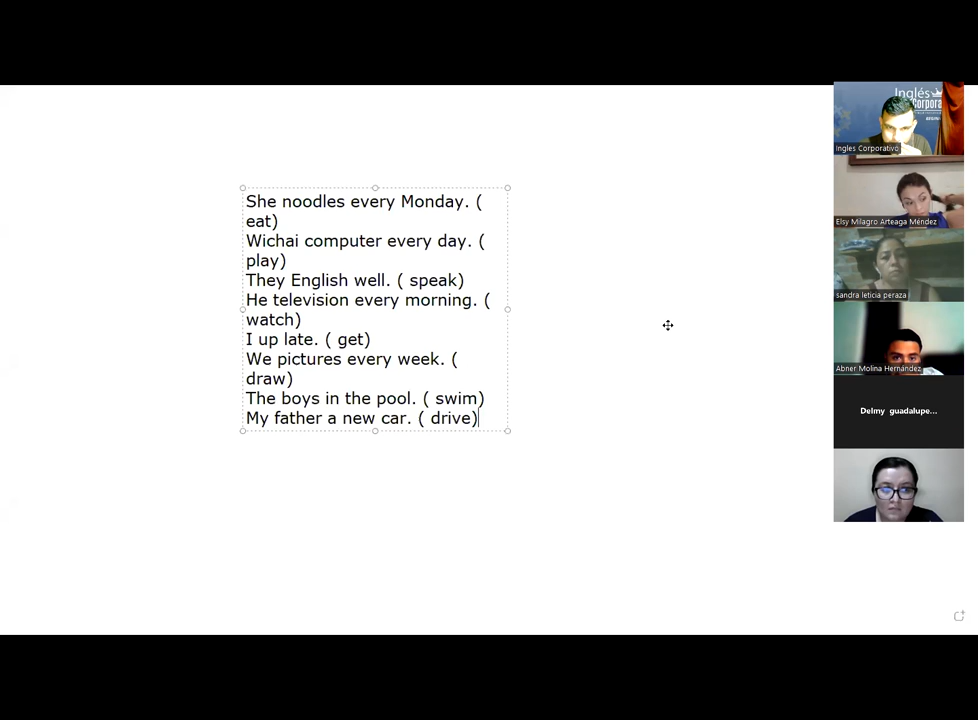 She noodles every Monday. (
eat)
Wichai computer every day. (
play)
They English well. ( speak)
He television every morning. (
watch)
I up late. ( get)
We pictures every week. (
draw)
The boys in the pool. ( swim)
My father a new car. ( drive)
Inglés
Corpora
Ingles Corporativo
Elsy Milagro Arteaga Méndez
sandra leticia peraza
Abner Molina Hernández
Delmy guadalupe...